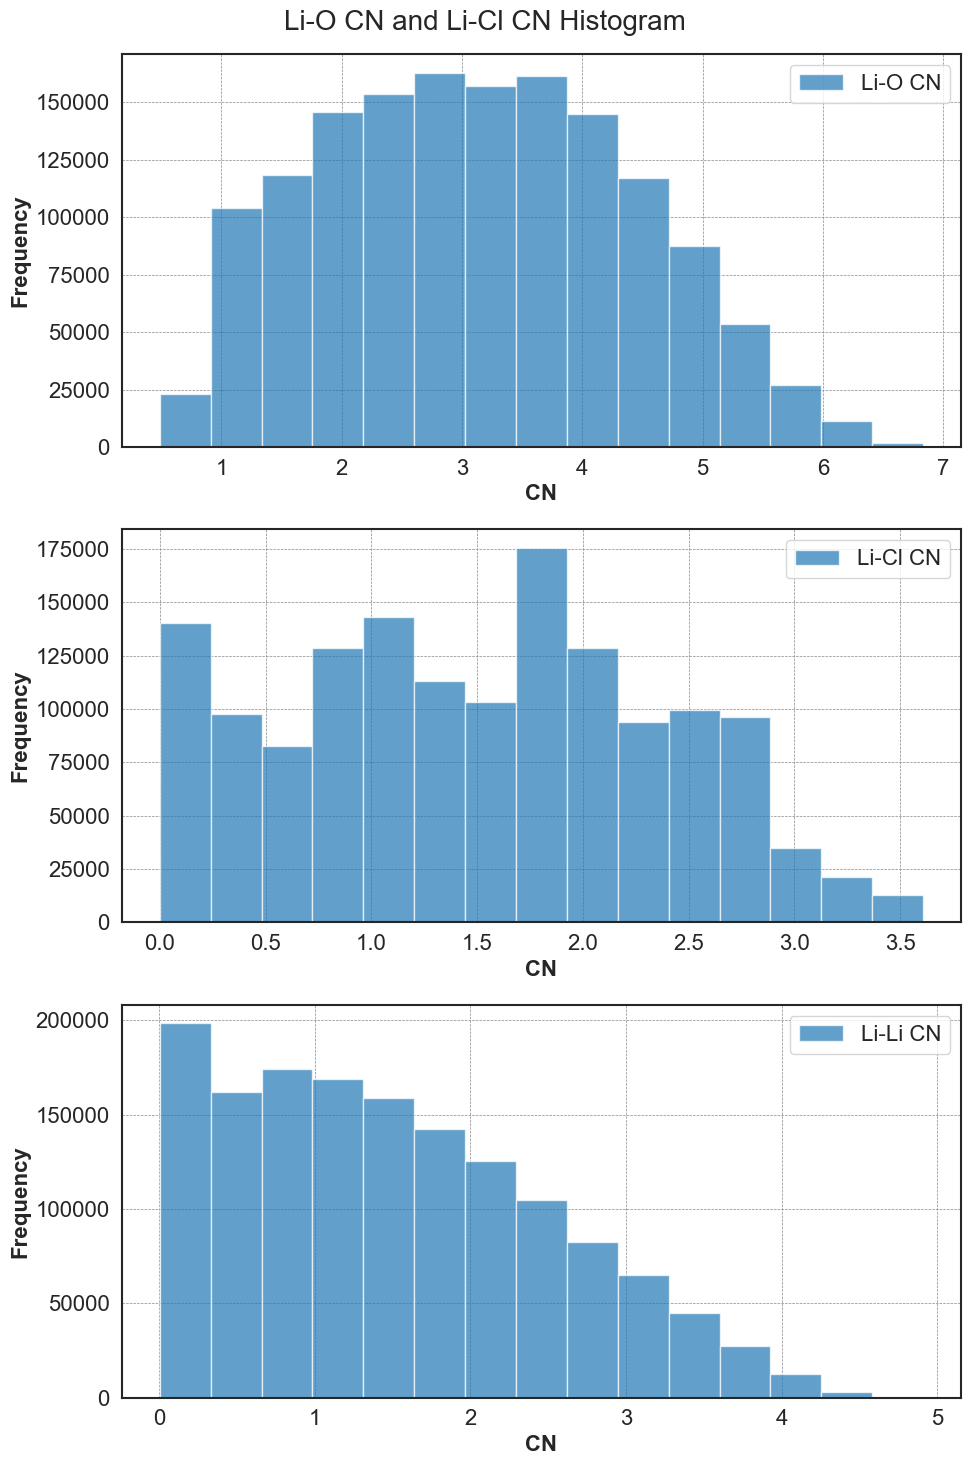 Li-O CN and Li-Cl CN Histogram
Li-O CN
150000
125000
100000
75000
50000
25000
0
Frequency
1 2 3 4 5 6 7
CN
Li-Cl CN
175000
150000
125000
100000
75000
50000
25000
0
Frequency
0.0 0.5 1.0 1.5 2.0 2.5 3.0 3.5
CN
Li-Li CN
200000
150000
100000
50000
0
Frequency
0 1 2 3 4 5
CN